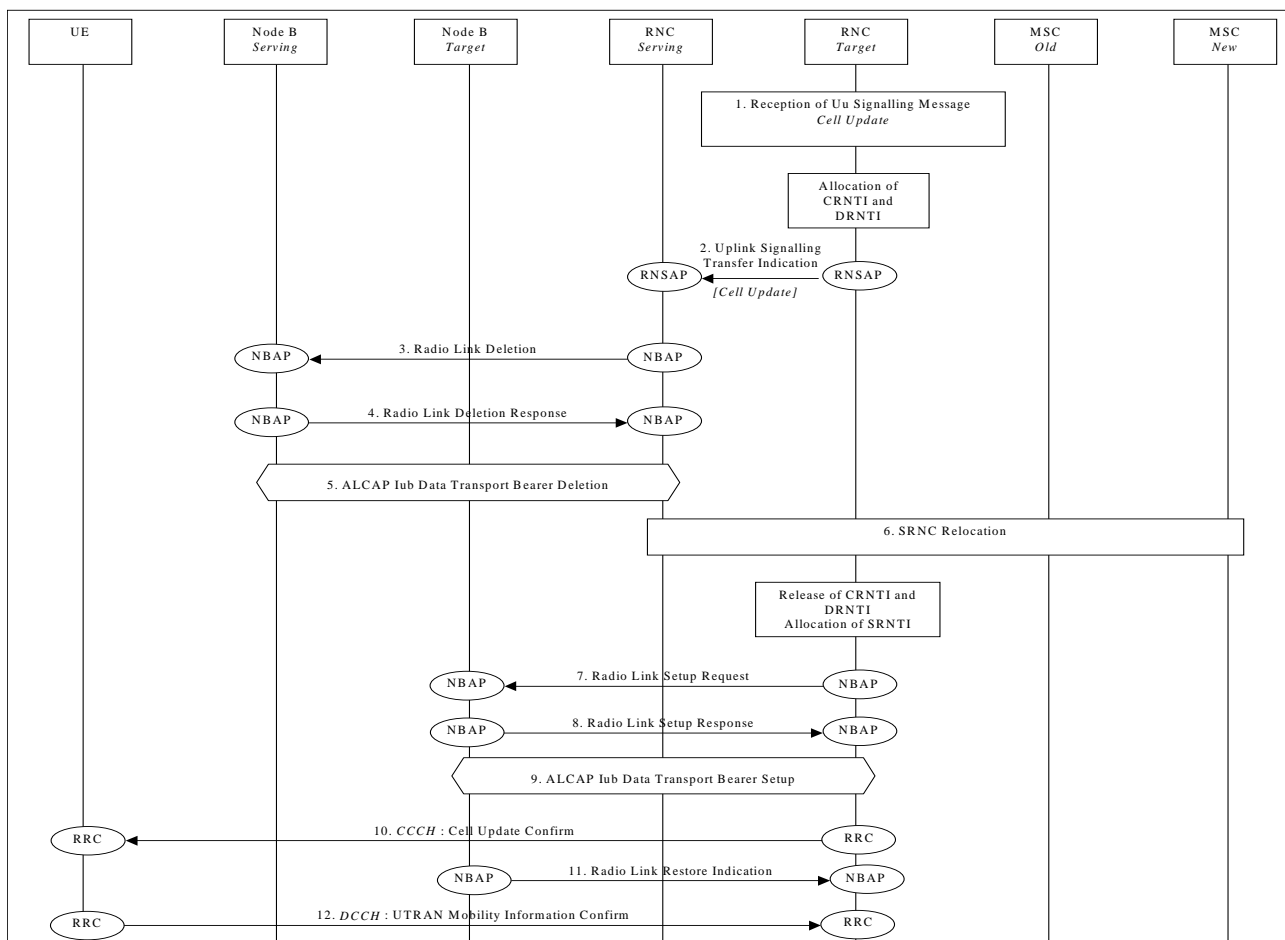 UE
Node B
Serving
Node B
Target
RNC
Serving
RNC
Target
MSC
Old
MSC
New
1. Reception of Uu Signalling Message
Cell Update
Allocation of
CRNTI and
DRNTI
2. Uplink Signalling
Transfer Indication
RNSAP
RNSAP
[Cell Update]
NBAP
3. Radio Link Deletion
NBAP
NBAP
4. Radio Link Deletion Response
NBAP
5. ALCAP Iub Data Transport Bearer Deletion
6. SRNC Relocation
Release of CRNTI and
DRNTI
Allocation of SRNTI
NBAP
7. Radio Link Setup Request
NBAP
NBAP
8. Radio Link Setup Response
NBAP
9. ALCAP Iub Data Transport Bearer Setup
RRC
10. CCCH : Cell Update Confirm
RRC
NBAP
11. Radio Link Restore Indication
NBAP
RRC
12. DCCH : UTRAN Mobility Information Confirm
RRC